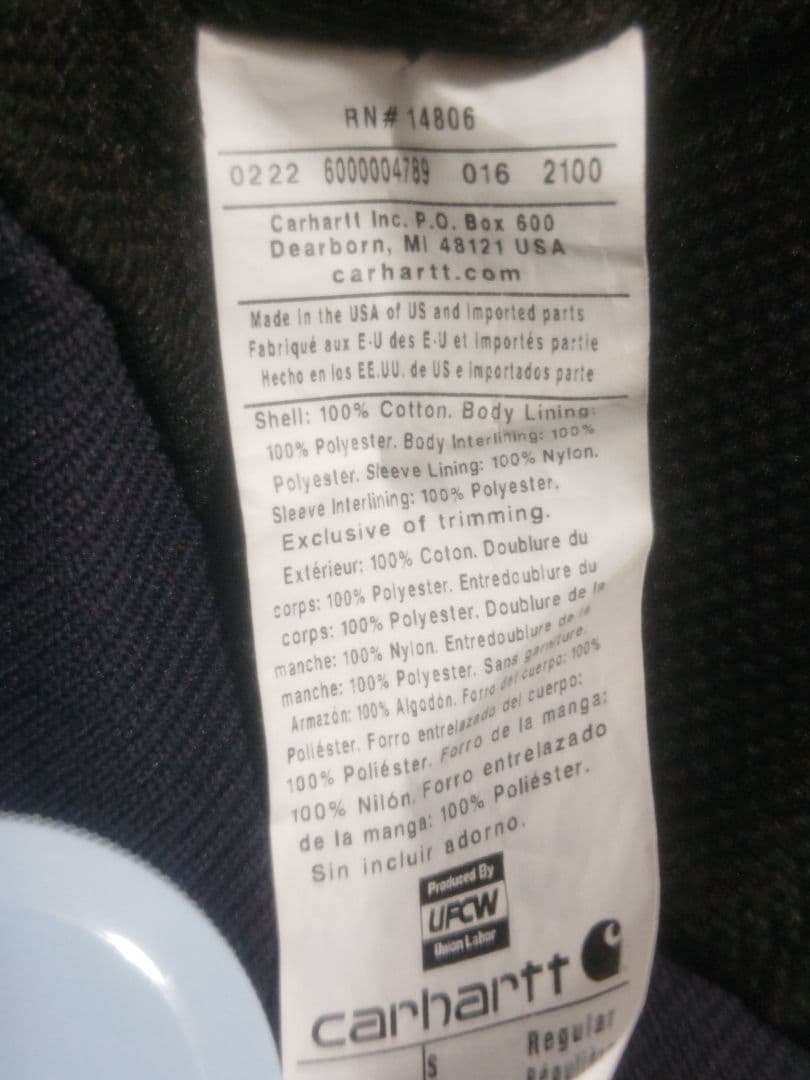 RN# 14806
0222 6000004789 016 2100
Carhartt Inc. P.O. Box 600
Dearborn, MI 48121 USA
carhartt.com
Made in the USA of US and Imported parts
Fabriqué aux E-U des E-U et Importés partie
Hecho en los EE.UU. de US e importados parte
Shell: 100% Cotton. Body Lining:
100% Polyester. Body Interlining: 100%
Polyester. Sleeve Lining: 100% Nylon.
Sleeve Interlining: 100% Polyester.
Exclusive of trimming.
Extérieur: 100% Coton. Doublure du
corps: 100% Polyester. Entredoublure du
corps: 100% Polyester. Doublure de la
manche: 100% Nylon. Entredoublure de la
manche: 100% Polyester. Sans garniture.
Armazón: 100% Algodón. Forro del cuerpo: 100%
Poliéster. Forro entrelazado del cuerpo:
100% Poliéster. Forro de la manga:
100% Nilón. Forro entrelazado
de la manga: 100% Poliéster.
Sin incluir adorno.
Produced By
UFCW
Union Labor
carhartt
S Regular